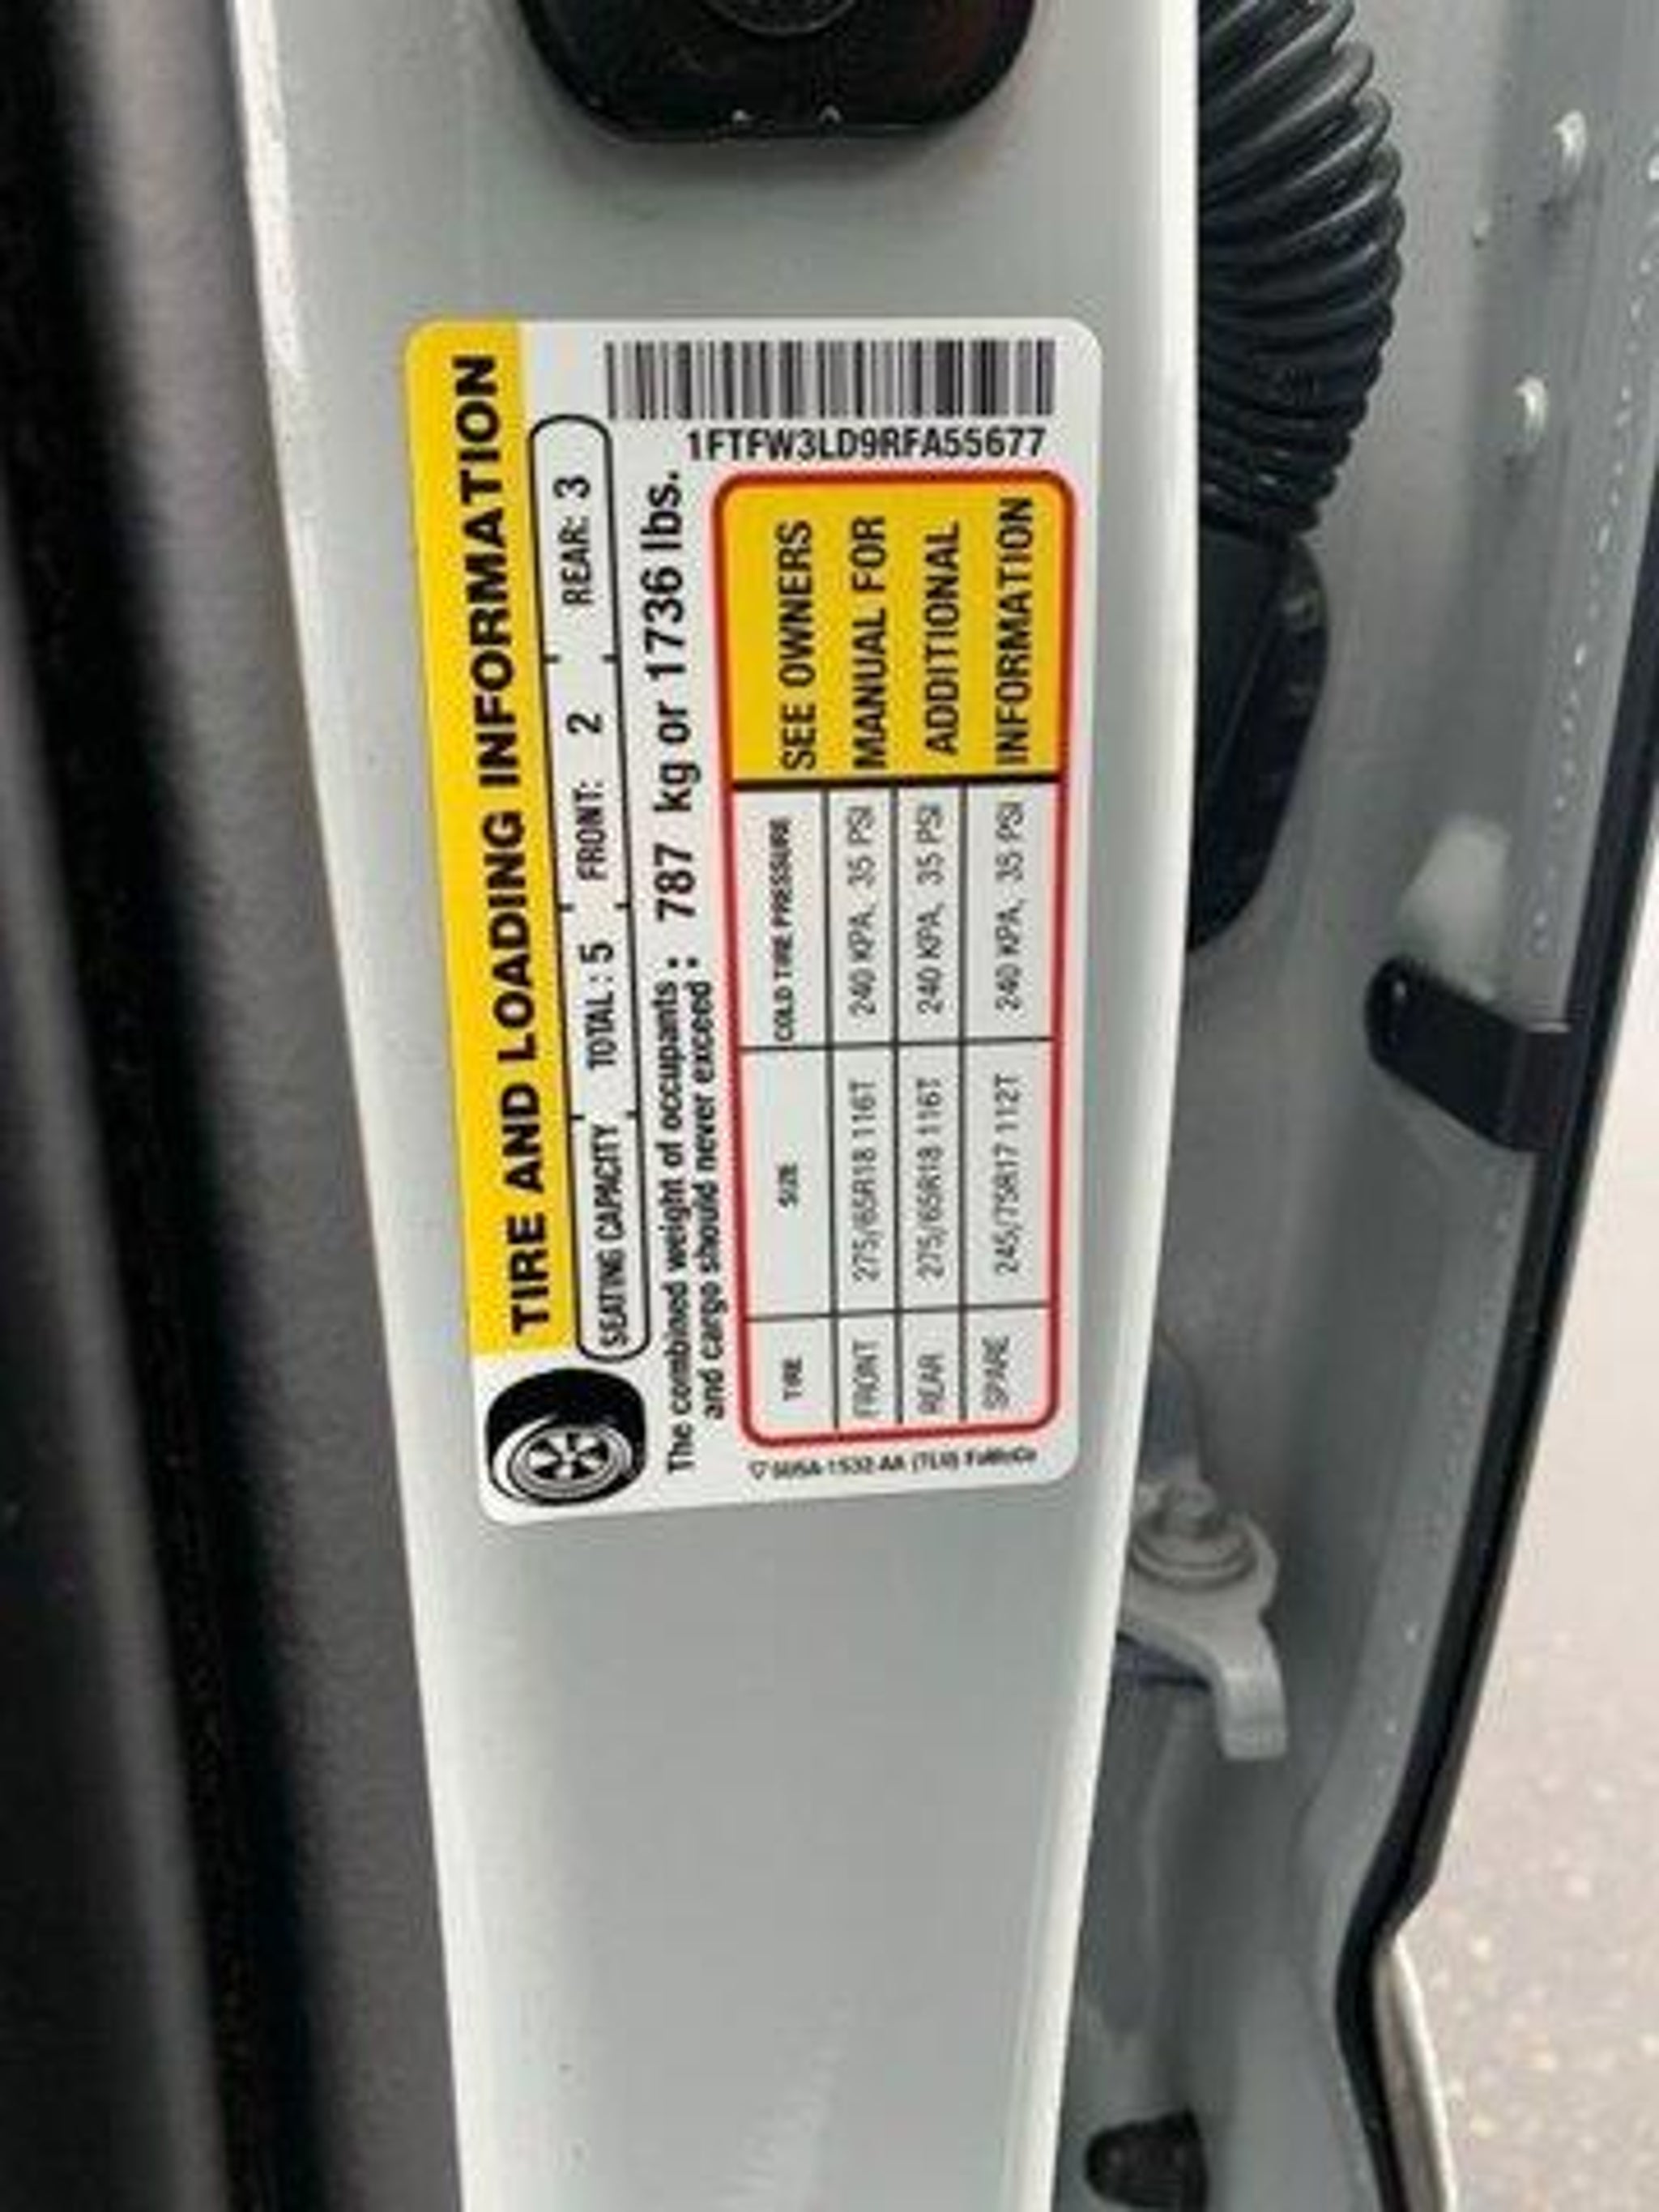 TIRE AND LOADING INFORMATION
SEATING CAPACITY TOTAL: 5 FRONT: 2 REAR: 3
The combined weight of occupants and cargo should never exceed : 787 kg or 1736 lbs.
1FTFW3LD9RFA55677
TIRE SIZE COLD TIRE PRESSURE
FRONT 275/65R18 116T 240 KPA, 35 PSI
REAR 275/65R18 116T 240 KPA, 35 PSI
SPARE 245/75R17 112T 240 KPA, 35 PSI
SEE OWNERS
MANUAL FOR
ADDITIONAL
INFORMATION